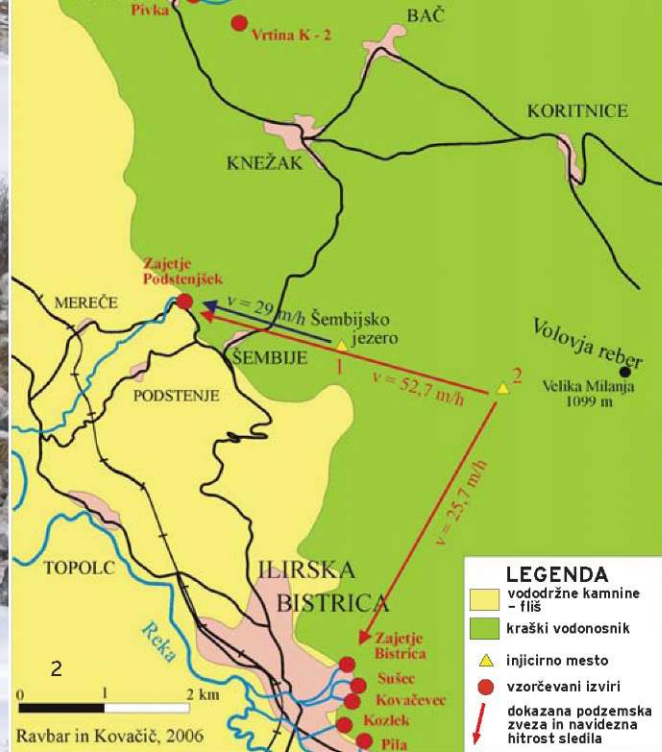 Pivka
Vrtina K - 2
BAČ
KORITNICE
KNEŽAK
Zajetje
Podstenjšek
MEREČE
v = 29 m/h
Šembijsko
jezero
1
ŠEMBIJE
v = 52,7 m/h
2
Volovja reber
Velika Milanja
1099 m
PODSTENJE
v = 25,7 m/h
TOPOLC
ILIRSKA
BISTRICA
Reka
Zajetje
Bistrica
Sušec
Kovačevec
Kozlek
Pila
2
0 1 2 km
Ravbar in Kovačič, 2006
LEGENDA
vododržne kamnine
- fliš
kraški vodonosnik
injicirno mesto
vzorčevani izviri
dokazana podzemska
zveza in navidezna
hitrost sledila